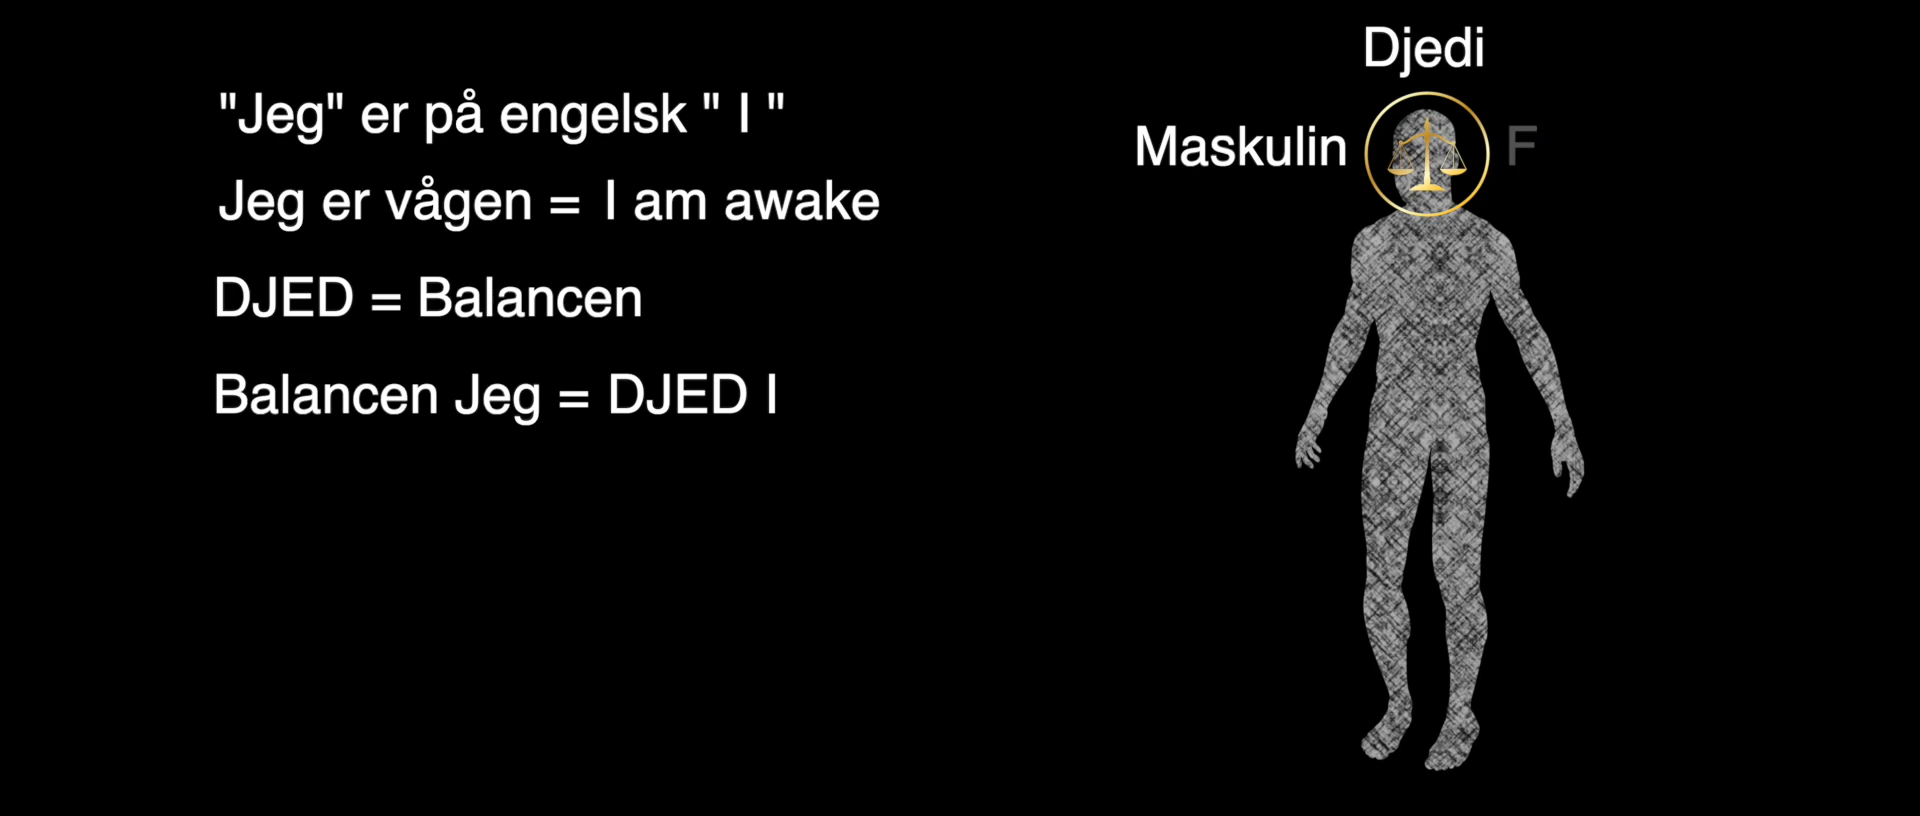 "Jeg" er på engelsk " I "
Jeg er vågen = I am awake
DJED = Balancen
Balancen Jeg = DJED I
Djedi
Maskulin
F